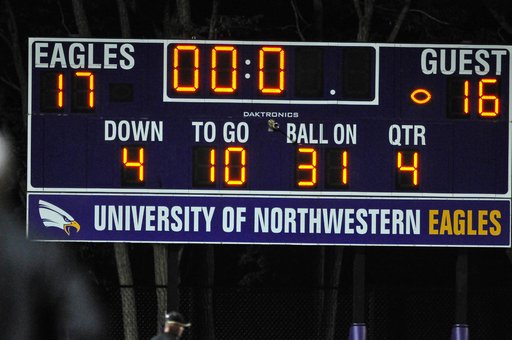 EAGLES 00:0 GUEST
17 16
DAKTRONICS
DOWN TO GO BALL ON QTR
4 10 31 4
UNIVERSITY OF NORTHWESTERN EAGLES